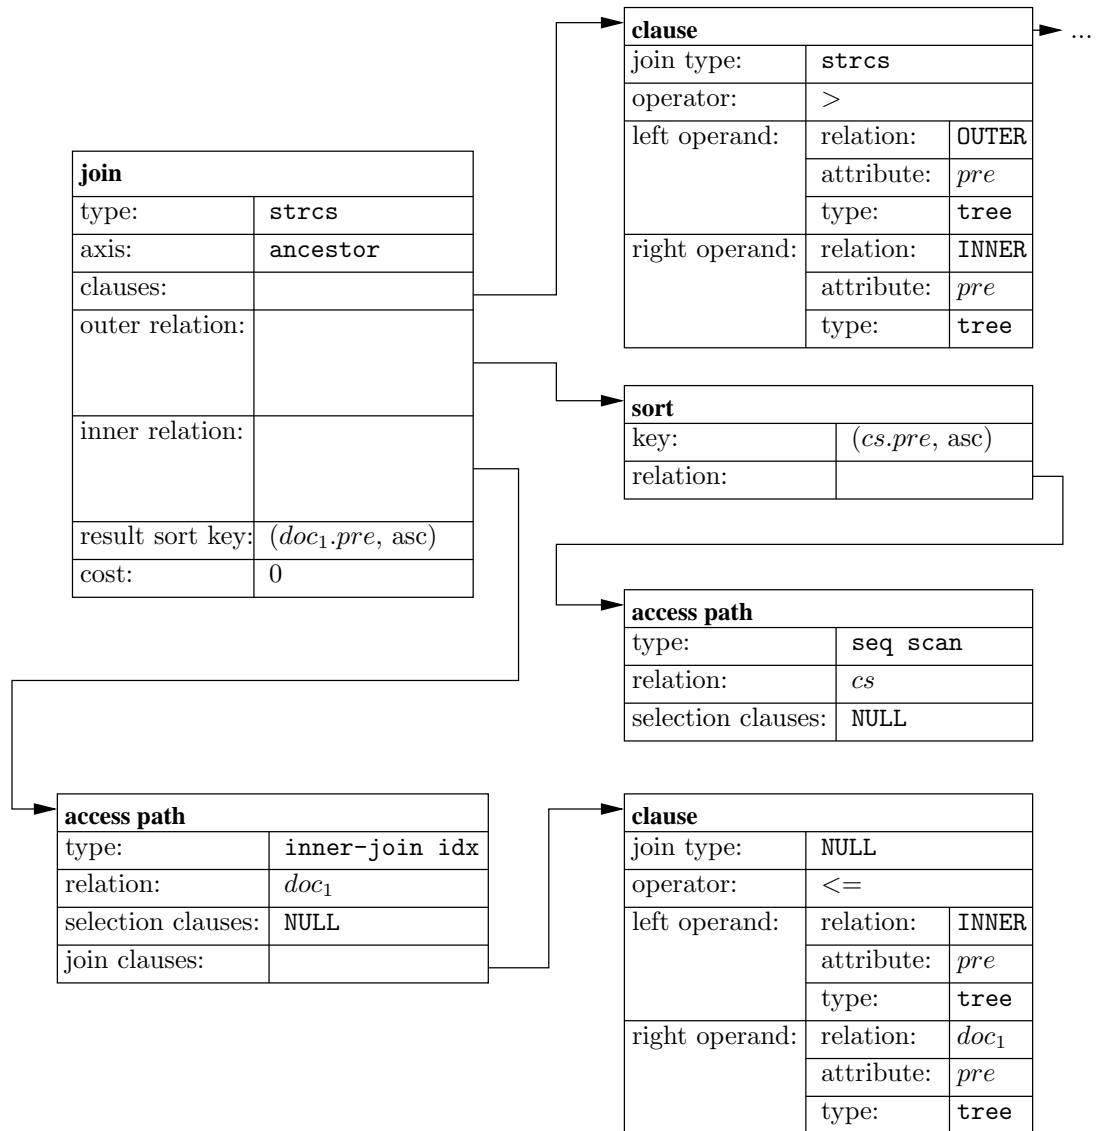 clause
...
join type: strcs
operator: >
left operand: relation: OUTER
attribute: pre
type: tree
right operand: relation: INNER
attribute: pre
type: tree
join
type: strcs
axis: ancestor
clauses:
outer relation:
inner relation:
result sort key: (doc₁.pre, asc)
cost: 0
sort
key: (cs.pre, asc)
relation:
access path
type: seq scan
relation: cs
selection clauses: NULL
access path
type: inner-join idx
relation: doc₁
selection clauses: NULL
join clauses:
clause
join type: NULL
operator: <=
left operand: relation: INNER
attribute: pre
type: tree
right operand: relation: doc₁
attribute: pre
type: tree